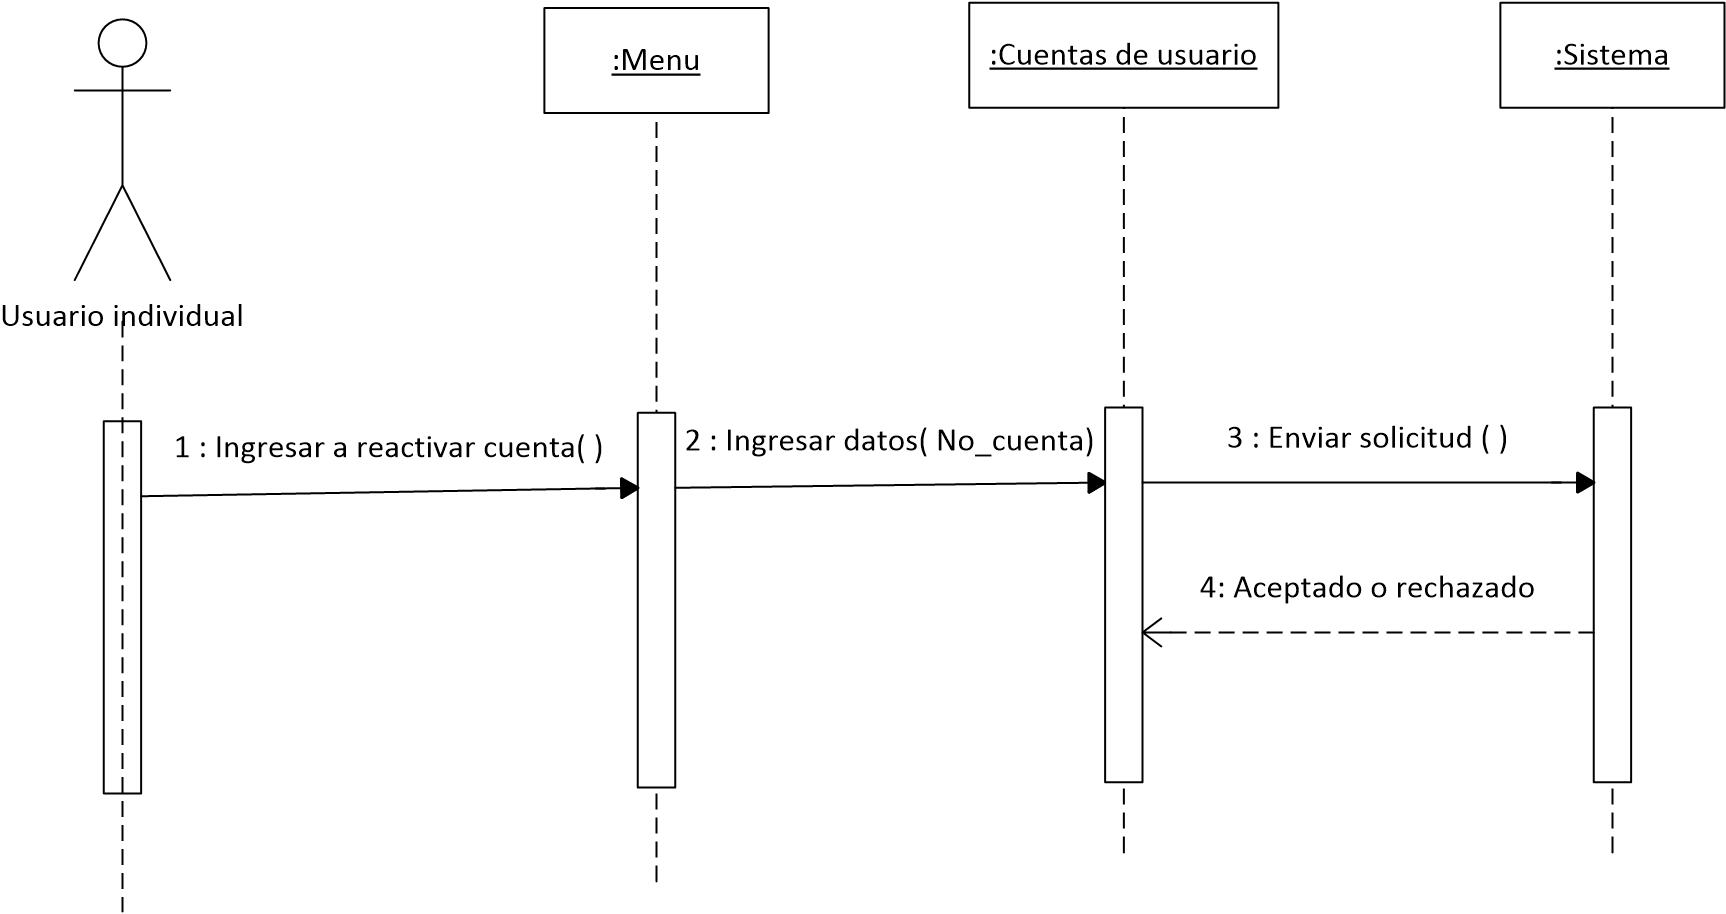 :Menu
:Cuentas de usuario
:Sistema
Usuario individual
1 : Ingresar a reactivar cuenta( )
2 : Ingresar datos( No_cuenta)
3 : Enviar solicitud ( )
4: Aceptado o rechazado